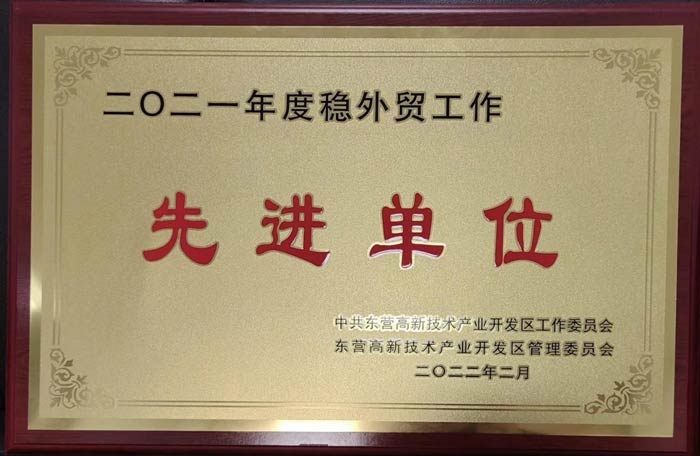 二〇二一年度稳外贸工作
先进单位
中共东营高新技术产业开发区工作委员会
东营高新技术产业开发区管理委员会
二〇二二年二月